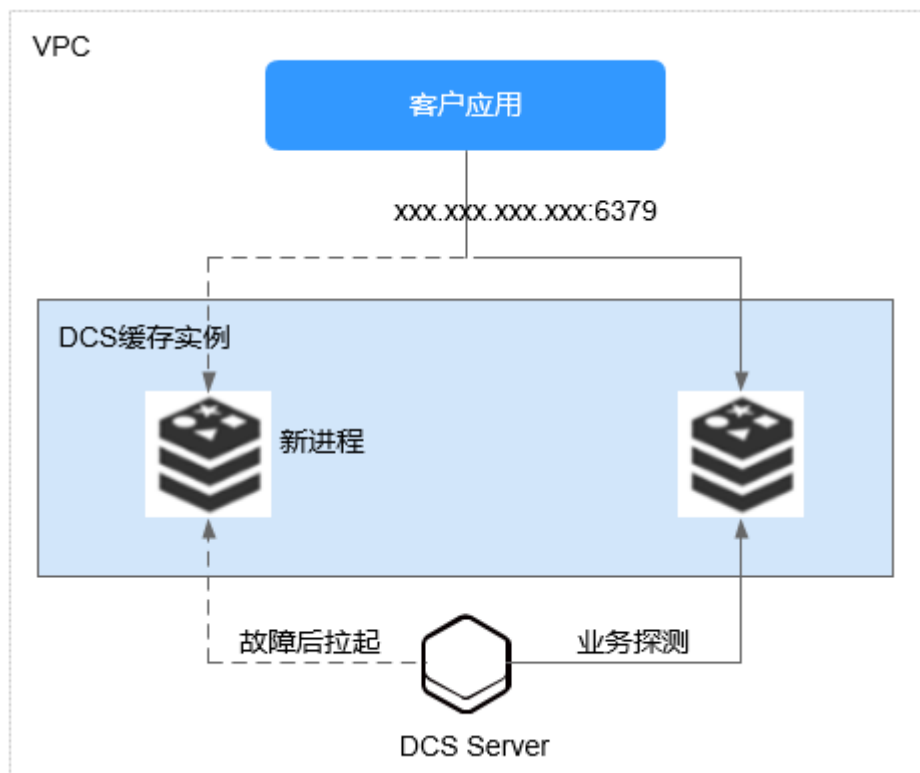 VPC
客户应用
xxx.xxx.xxx.xxx:6379
DCS缓存实例
新进程
故障后拉起
业务探测
DCS Server